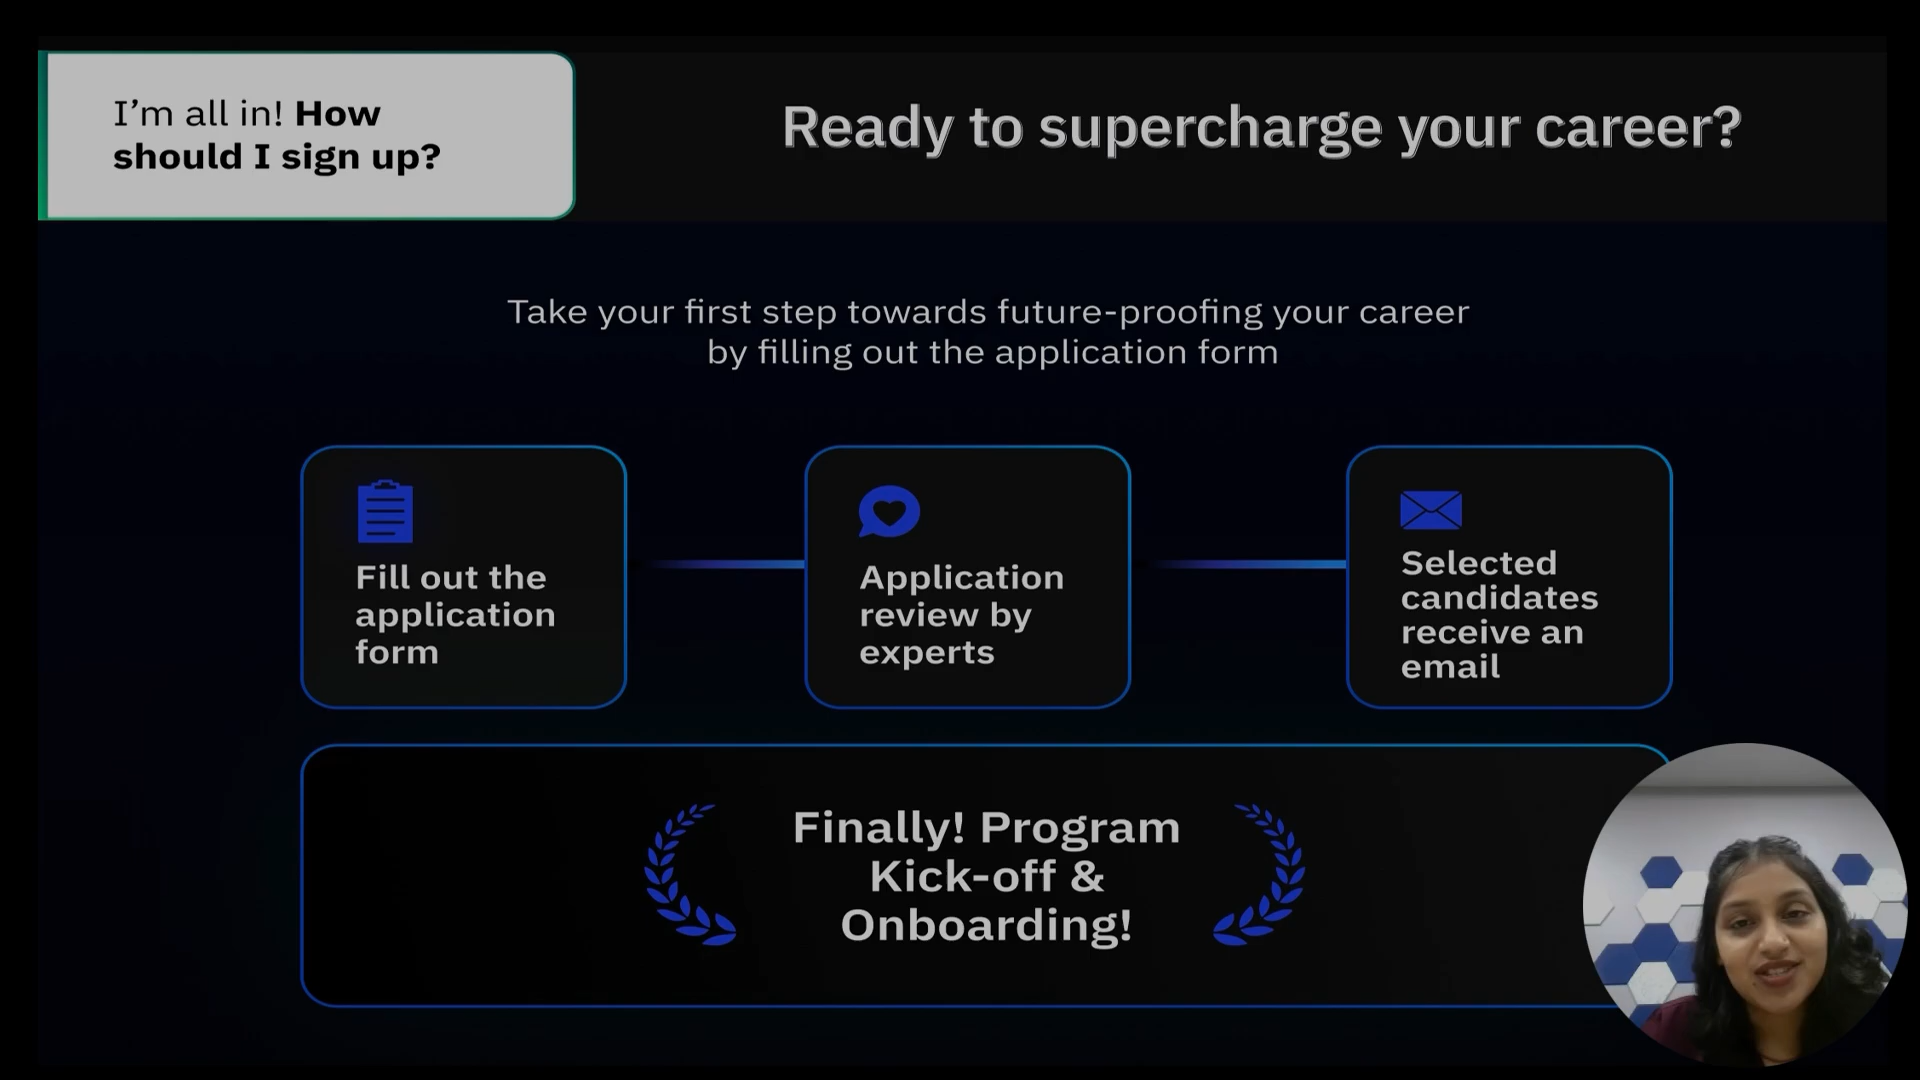 I’m all in! How
should I sign up?
Ready to supercharge your career?
Take your first step towards future-proofing your career
by filling out the application form
Fill out the
application
form
Application
review by
experts
Selected
candidates
receive an
email
Finally! Program
Kick-off &
Onboarding!